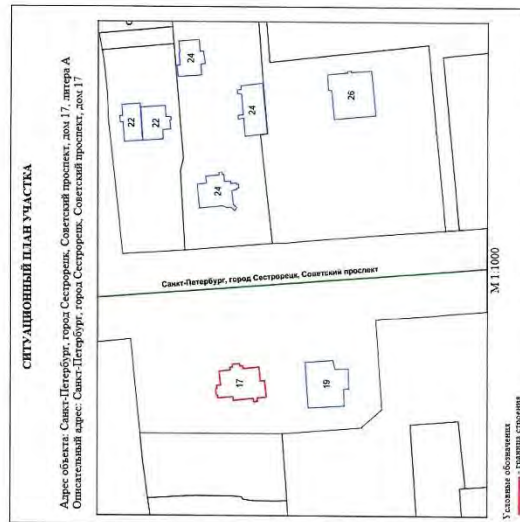 СИТУАЦИОННЫЙ ПЛАН УЧАСТКА
Адрес объекта: Санкт-Петербург, город Сестрорецк, Советский проспект, дом 17, литера А
Описательный адрес: Санкт-Петербург, город Сестрорецк, Советский проспект, дом 17
22
22
24
24
24
26
Санкт-Петербург, город Сестрорецк, Советский проспект
17
19
М 1:1000
Условные обозначения
- граница строения